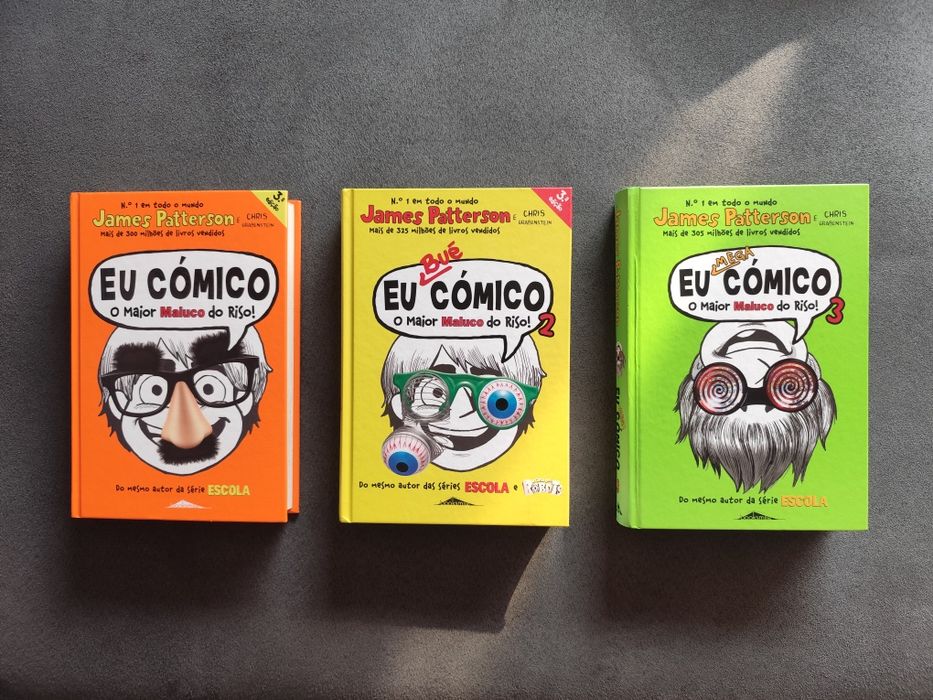 N.º 1 em todo o mundo
3.ª edição
James Patterson E CHRIS GRABENSTEIN
Mais de 300 milhões de livros vendidos
EU CÓMICO
O Maior Maluco do Riso!
Do mesmo autor da série ESCOLA
N.º 1 em todo o mundo
3.ª edição
James Patterson E CHRIS GRABENSTEIN
Mais de 325 milhões de livros vendidos
BUÉ
EU CÓMICO
O Maior Maluco do Riso! 2
Do mesmo autor das séries ESCOLA e ROBOTS
N.º 1 em todo o mundo
James Patterson E CHRIS GRABENSTEIN
Mais de 305 milhões de livros vendidos
MEGA
EU CÓMICO
O Maior Maluco do Riso! 3
Do mesmo autor da série ESCOLA